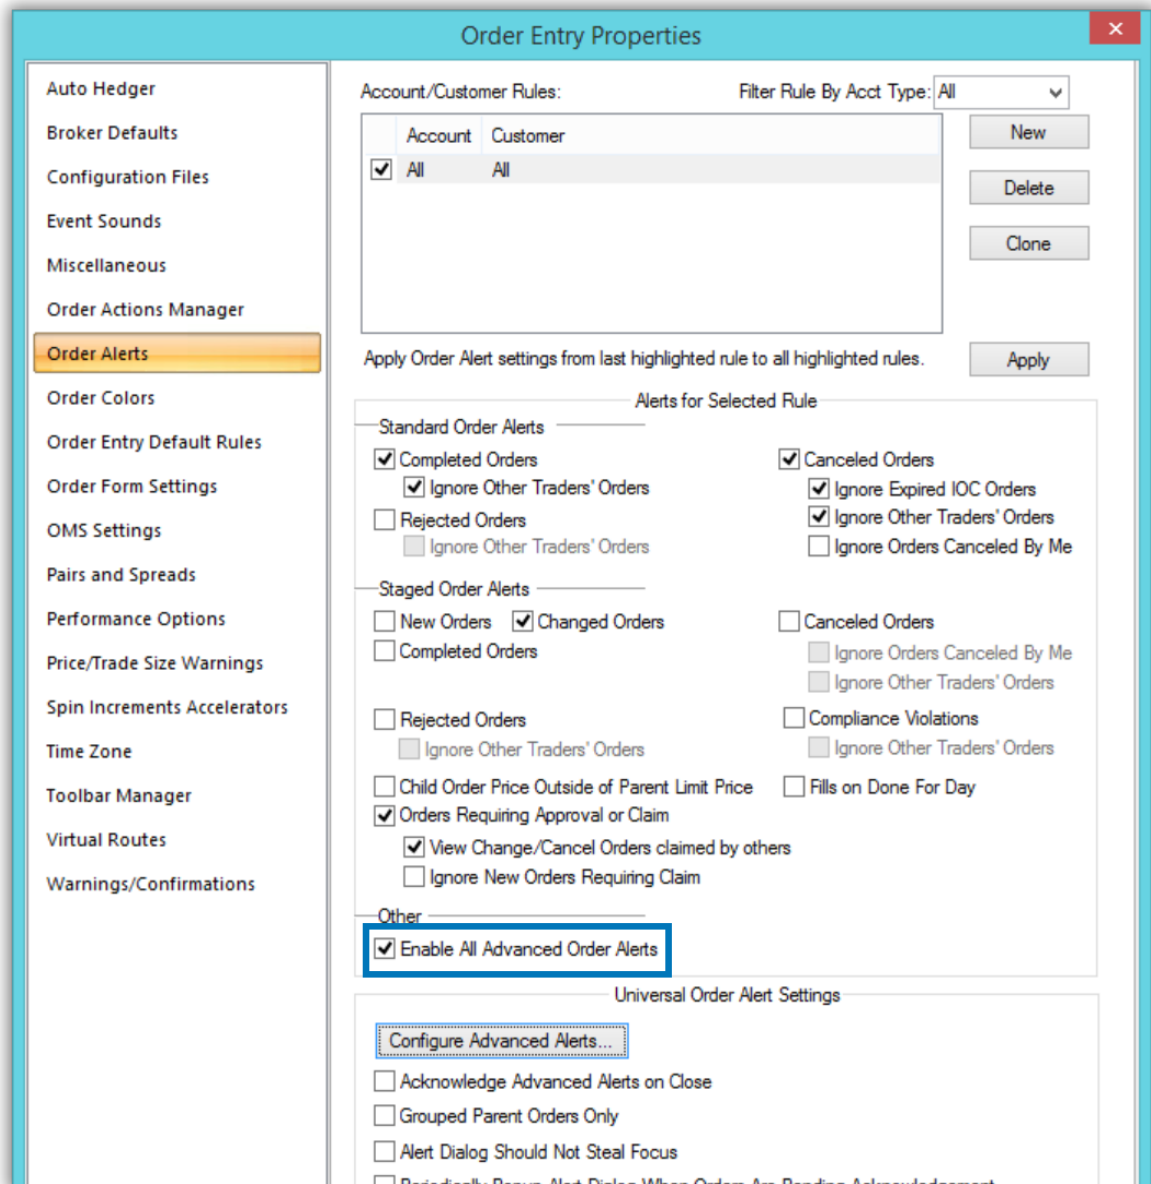 Order Entry Properties
Auto Hedger
Broker Defaults
Configuration Files
Event Sounds
Miscellaneous
Order Actions Manager
Order Alerts
Order Colors
Order Entry Default Rules
Order Form Settings
OMS Settings
Pairs and Spreads
Performance Options
Price/Trade Size Warnings
Spin Increments Accelerators
Time Zone
Toolbar Manager
Virtual Routes
Warnings/Confirmations
Account/Customer Rules: Filter Rule By Acct Type: All
Account Customer
All All
New
Delete
Clone
Apply Order Alert settings from last highlighted rule to all highlighted rules. Apply
Alerts for Selected Rule
Standard Order Alerts
Completed Orders Canceled Orders
Ignore Other Traders' Orders Ignore Expired IOC Orders
Rejected Orders Ignore Other Traders' Orders
Ignore Other Traders' Orders Ignore Orders Canceled By Me
Staged Order Alerts
New Orders Changed Orders Canceled Orders
Completed Orders Ignore Orders Canceled By Me
Ignore Other Traders' Orders
Rejected Orders Compliance Violations
Ignore Other Traders' Orders Ignore Other Traders' Orders
Child Order Price Outside of Parent Limit Price Fills on Done For Day
Orders Requiring Approval or Claim
View Change/Cancel Orders claimed by others
Ignore New Orders Requiring Claim
Other
Enable All Advanced Order Alerts
Universal Order Alert Settings
Configure Advanced Alerts...
Acknowledge Advanced Alerts on Close
Grouped Parent Orders Only
Alert Dialog Should Not Steal Focus
Periodically Popup Alert Dialog When Orders Are Pending Acknowledgement